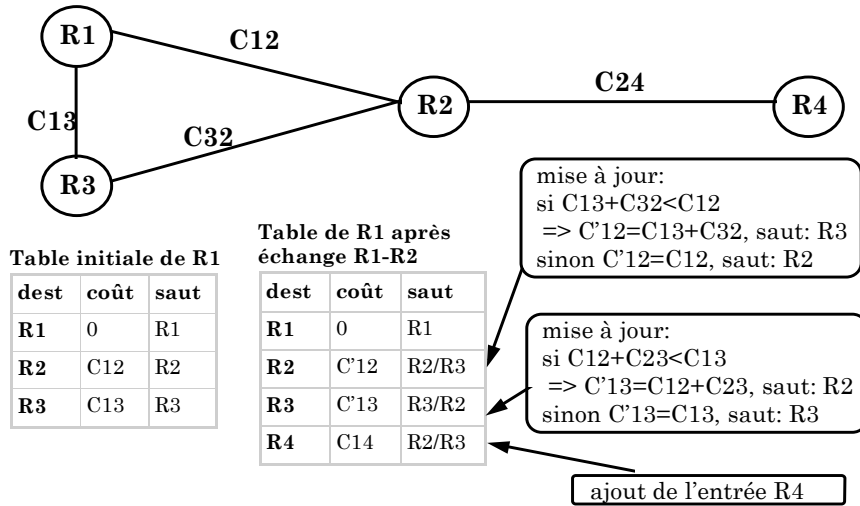 R1
C12
C24
R2
R4
C13
C32
R3
mise à jour:
si C13+C32<C12
=> C'12=C13+C32, saut: R3
sinon C'12=C12, saut: R2
Table initiale de R1
dest coût saut
R1 0 R1
R2 C12 R2
R3 C13 R3
Table de R1 après
échange R1-R2
dest coût saut
R1 0 R1
R2 C'12 R2/R3
R3 C'13 R3/R2
R4 C14 R2/R3
mise à jour:
si C12+C23<C13
=> C'13=C12+C23, saut: R2
sinon C'13=C13, saut: R3
ajout de l'entrée R4